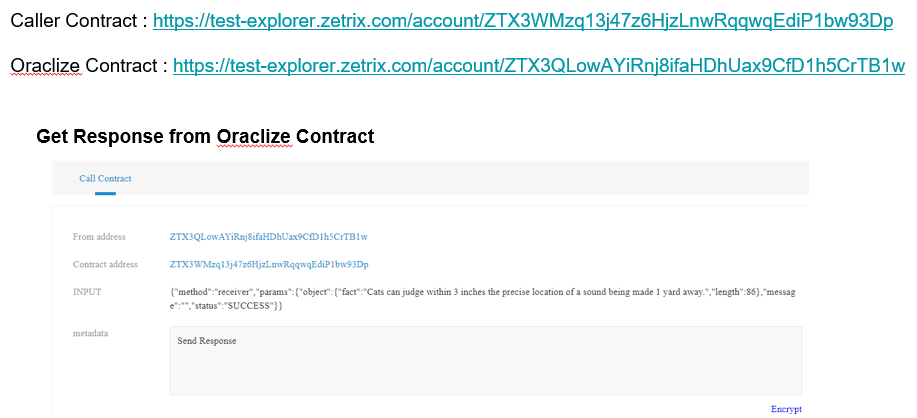 Caller Contract : https://test-explorer.zetrix.com/account/ZTX3WMzq13j47z6HjzLnwRqqwqEdiP1bw93Dp
Oraclize Contract : https://test-explorer.zetrix.com/account/ZTX3QLowAYiRnj8ifaHDhUax9CfD1h5CrTB1w
Get Response from Oraclize Contract
Call Contract
From address ZTX3QLowAYiRnj8ifaHDhUax9CfD1h5CrTB1w
Contract address ZTX3WMzq13j47z6HjzLnwRqqwqEdiP1bw93Dp
INPUT {"method":"receiver","params":{"object":{"fact":"Cats can judge within 3 inches the precise location of a sound being made 1 yard away.","length":86},"messag
e":"","status":"SUCCESS"}}
metadata
Send Response
Encrypt